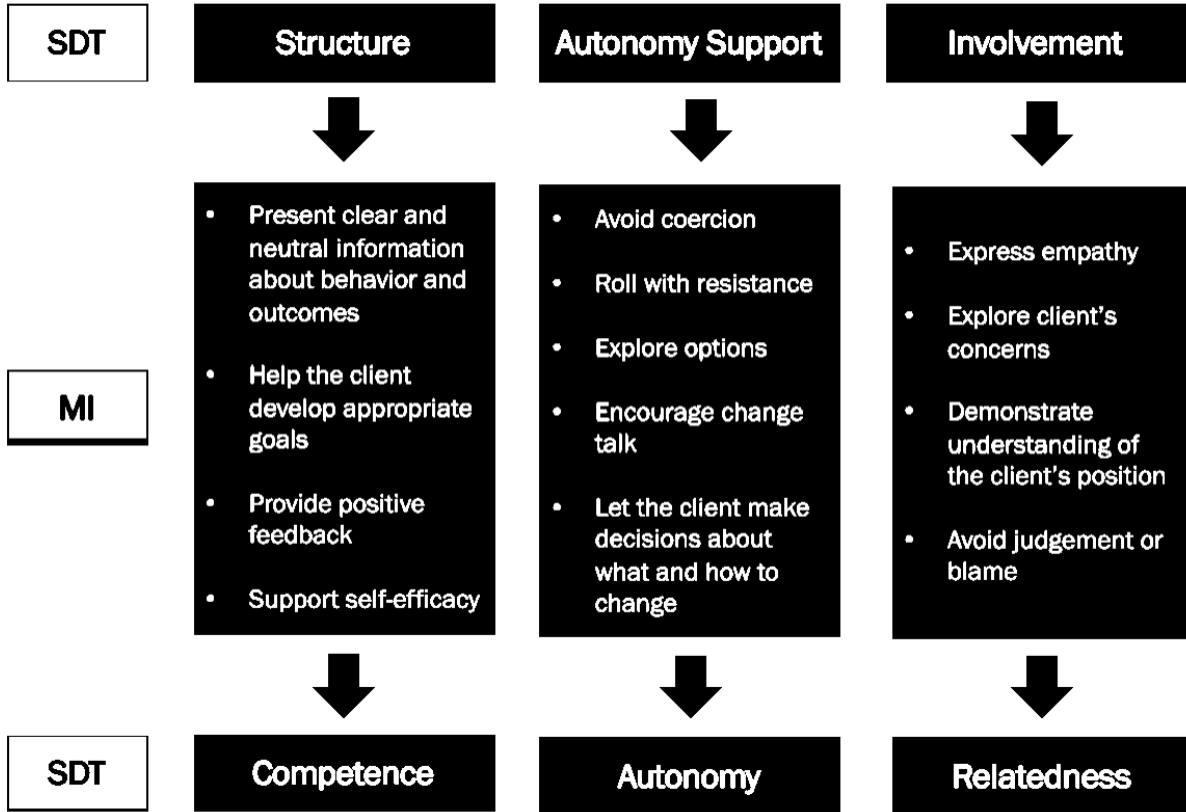 SDT
Structure
Autonomy Support
Involvement
MI
• Present clear and
neutral information
about behavior and
outcomes
• Help the client
develop appropriate
goals
• Provide positive
feedback
• Support self-efficacy
• Avoid coercion
• Roll with resistance
• Explore options
• Encourage change
talk
• Let the client make
decisions about
what and how to
change
• Express empathy
• Explore client's
concerns
• Demonstrate
understanding of
the client's position
• Avoid judgement or
blame
SDT
Competence
Autonomy
Relatedness